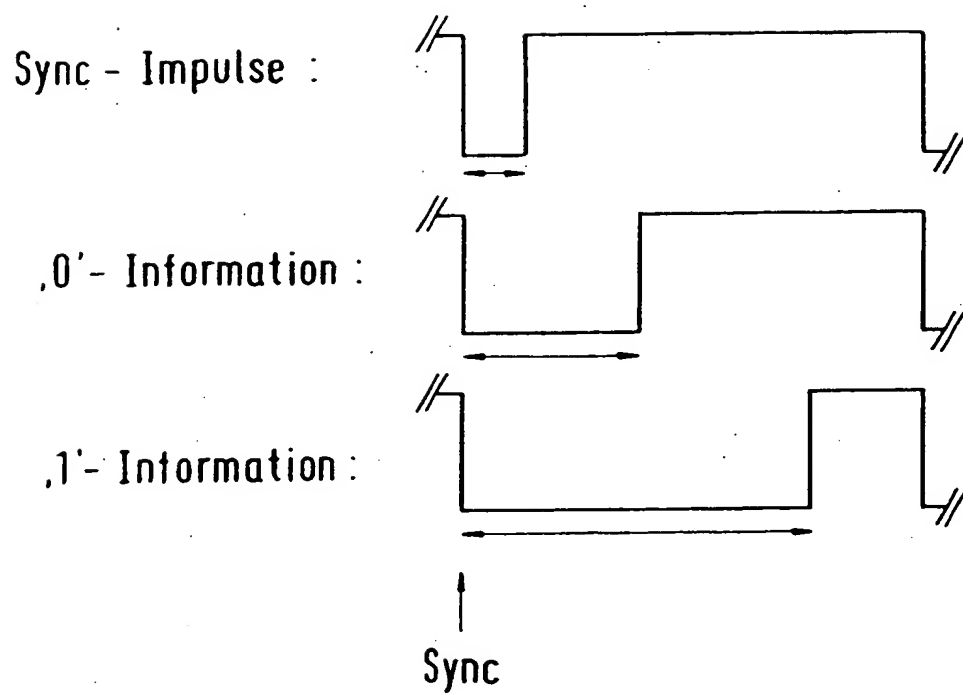 Sync - Impulse :
,0'- Information :
,1'- Information :
Sync